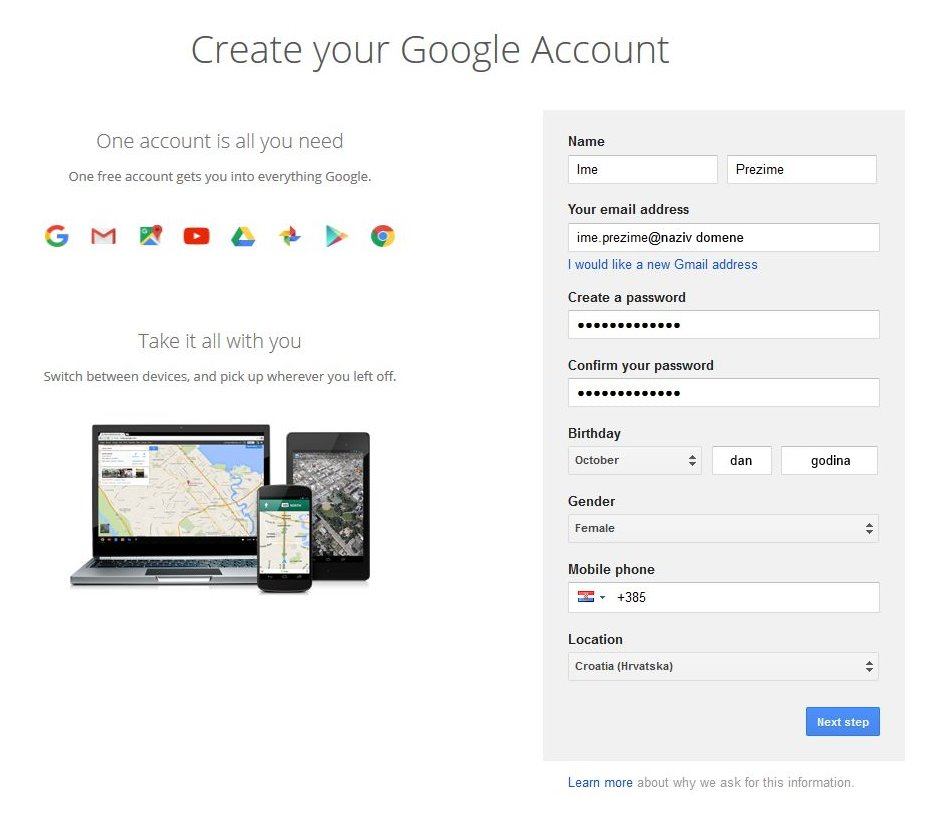 Create your Google Account
One account is all you need
One free account gets you into everything Google.
Take it all with you
Switch between devices, and pick up wherever you left off.
Name
Ime Prezime
Your email address
ime.prezime@naziv domene
I would like a new Gmail address
Create a password
●●●●●●●●●●●●●
Confirm your password
●●●●●●●●●●●●●
Birthday
October dan godina
Gender
Female
Mobile phone
+385
Location
Croatia (Hrvatska)
Next step
Learn more about why we ask for this information.